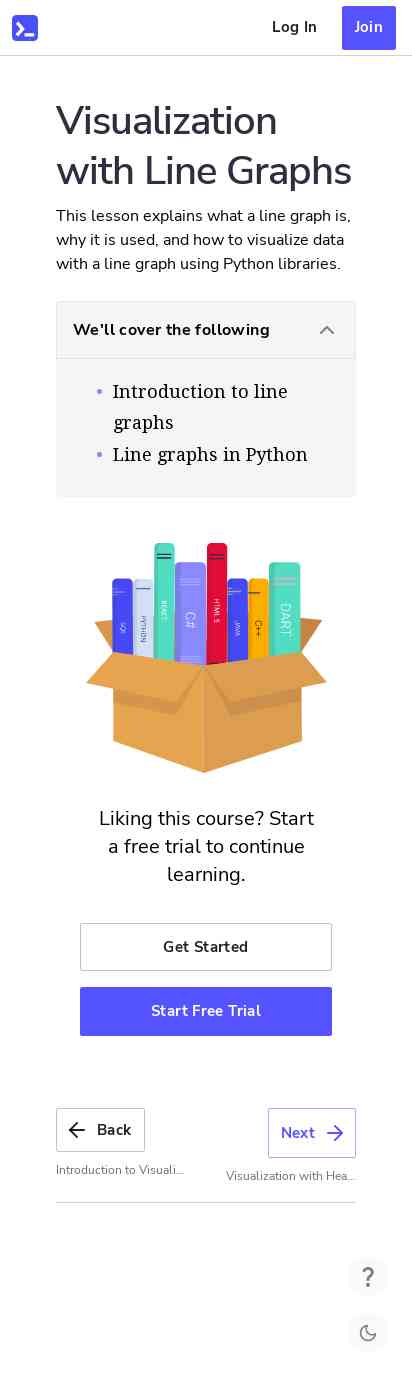 Log In
Join
Visualization
with Line Graphs
This lesson explains what a line graph is,
why it is used, and how to visualize data
with a line graph using Python libraries.
We'll cover the following
Introduction to line
graphs
Line graphs in Python
SQL
PYTHON
REACT
C#
HTML 5
JAVA
C++
DART
Liking this course? Start
a free trial to continue
learning.
Get Started
Start Free Trial
Back
Next
Introduction to Visuali...
Visualization with Hea...
?